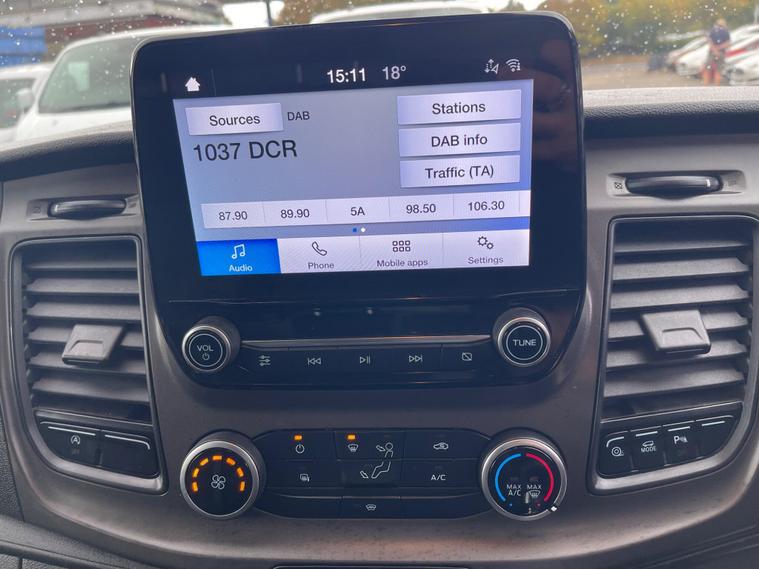 15:11 18°
Sources DAB
Stations
1037 DCR
DAB info
Traffic (TA)
87.90 89.90 5A 98.50 106.30
Audio Phone Mobile apps Settings
VOL
TUNE
A
OFF
MODE
P
A/C
MAX A/C
MAX